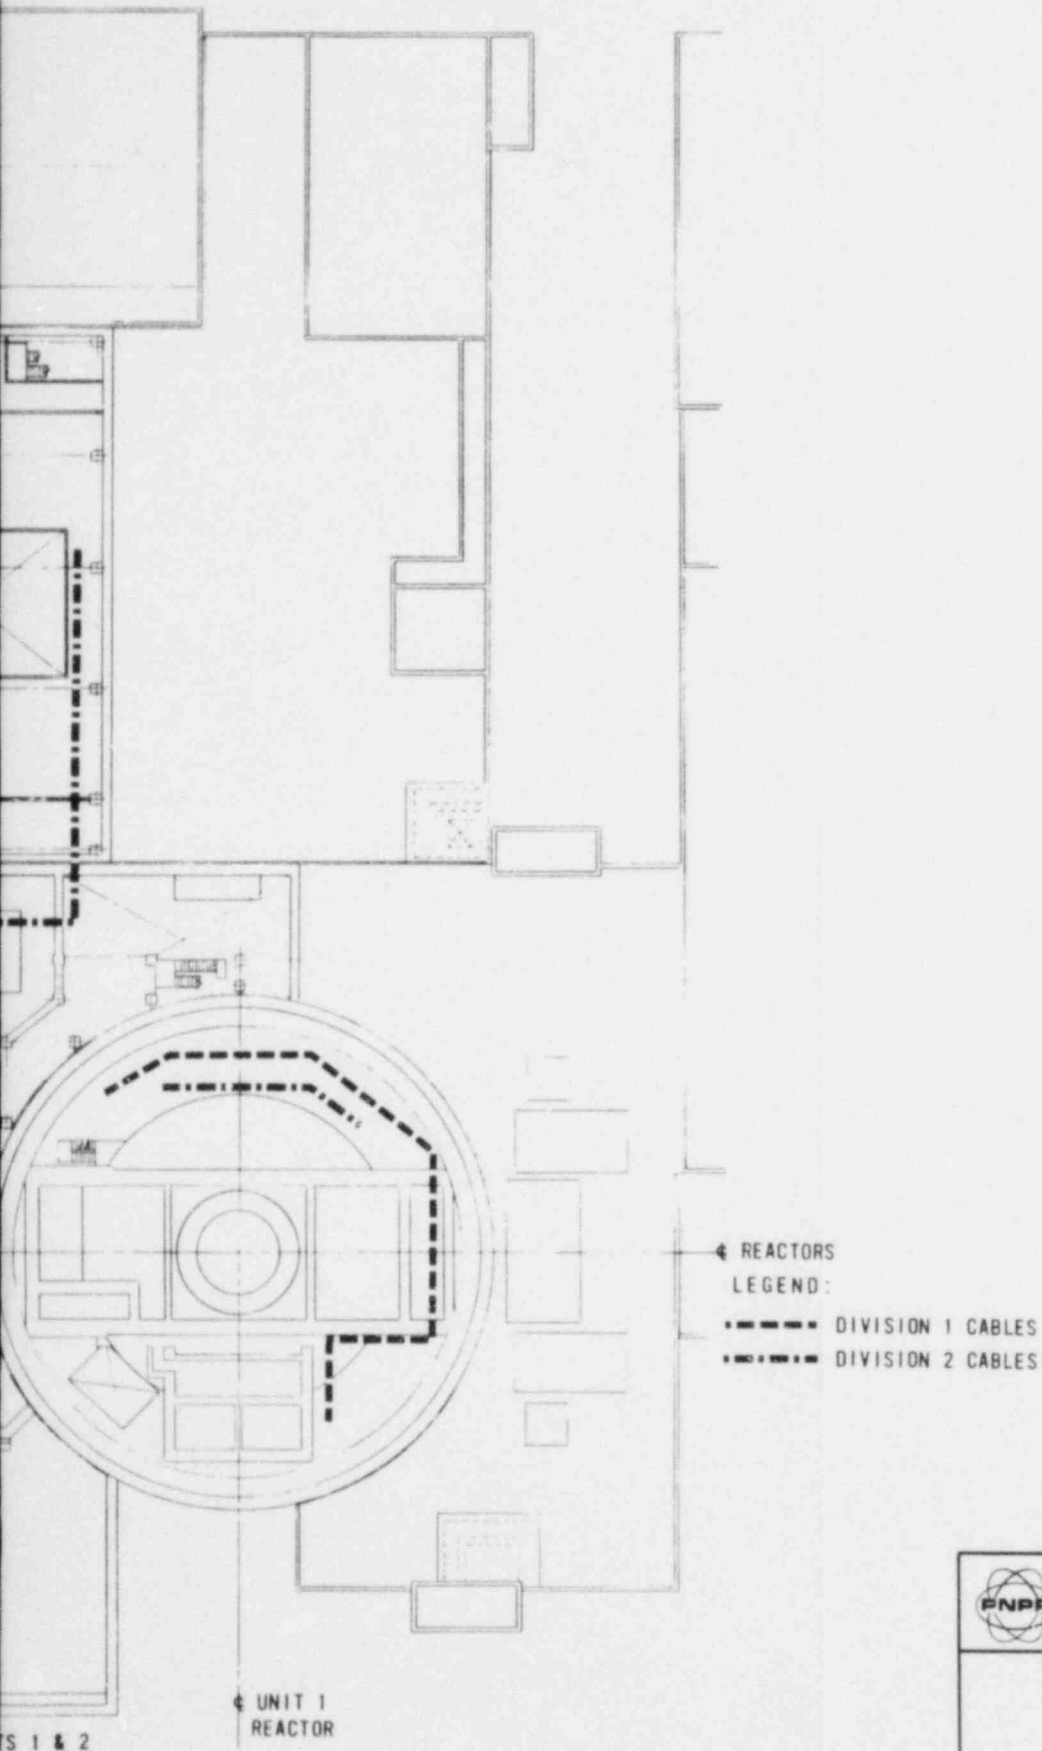 ℄ REACTORS
LEGEND:
DIVISION 1 CABLES
DIVISION 2 CABLES
℄ UNIT 1
REACTOR
TS 1 & 2
PNPP